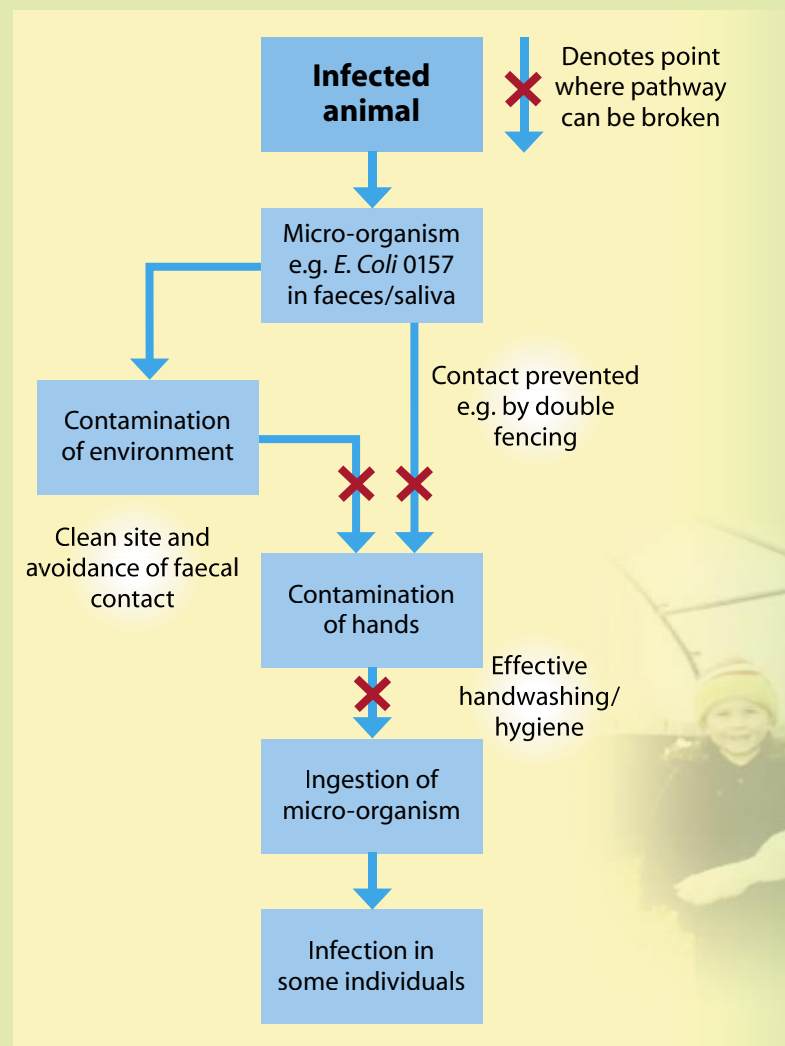 Infected
animal
Denotes point
where pathway
can be broken
Micro-organism
e.g. E. Coli 0157
in faeces/saliva
Contact prevented
e.g. by double
fencing
Contamination
of environment
Clean site and
avoidance of faecal
contact
Contamination
of hands
Effective
handwashing/
hygiene
Ingestion of
micro-organism
Infection in
some individuals